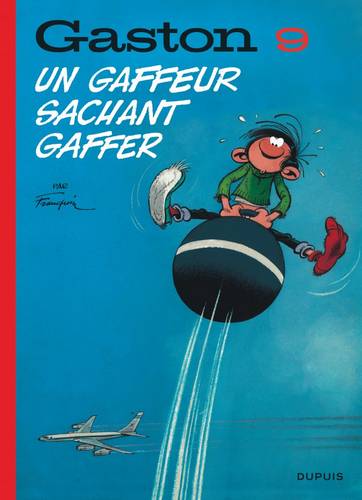 Gaston 9
UN GAFFEUR
SACHANT
GAFFER
PAR
Franquin
DUPUIS